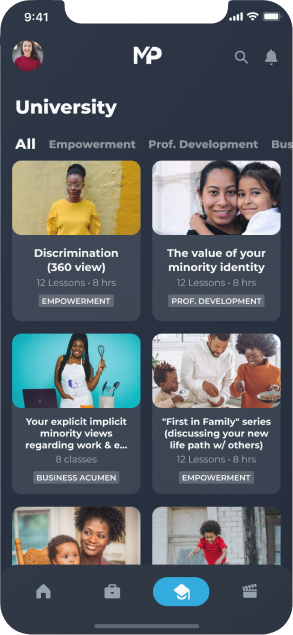 9:41
MP
University
All Empowerment Prof. Development Bus
Discrimination
(360 view)
12 Lessons • 8 hrs
EMPOWERMENT
The value of your
minority identity
12 Lessons • 8 hrs
PROF. DEVELOPMENT
Your explicit implicit
minority views
regarding work & e...
8 classes
BUSINESS ACUMEN
"First in Family" series
(discussing your new
life path w/ others)
12 Lessons • 8 hrs
EMPOWERMENT